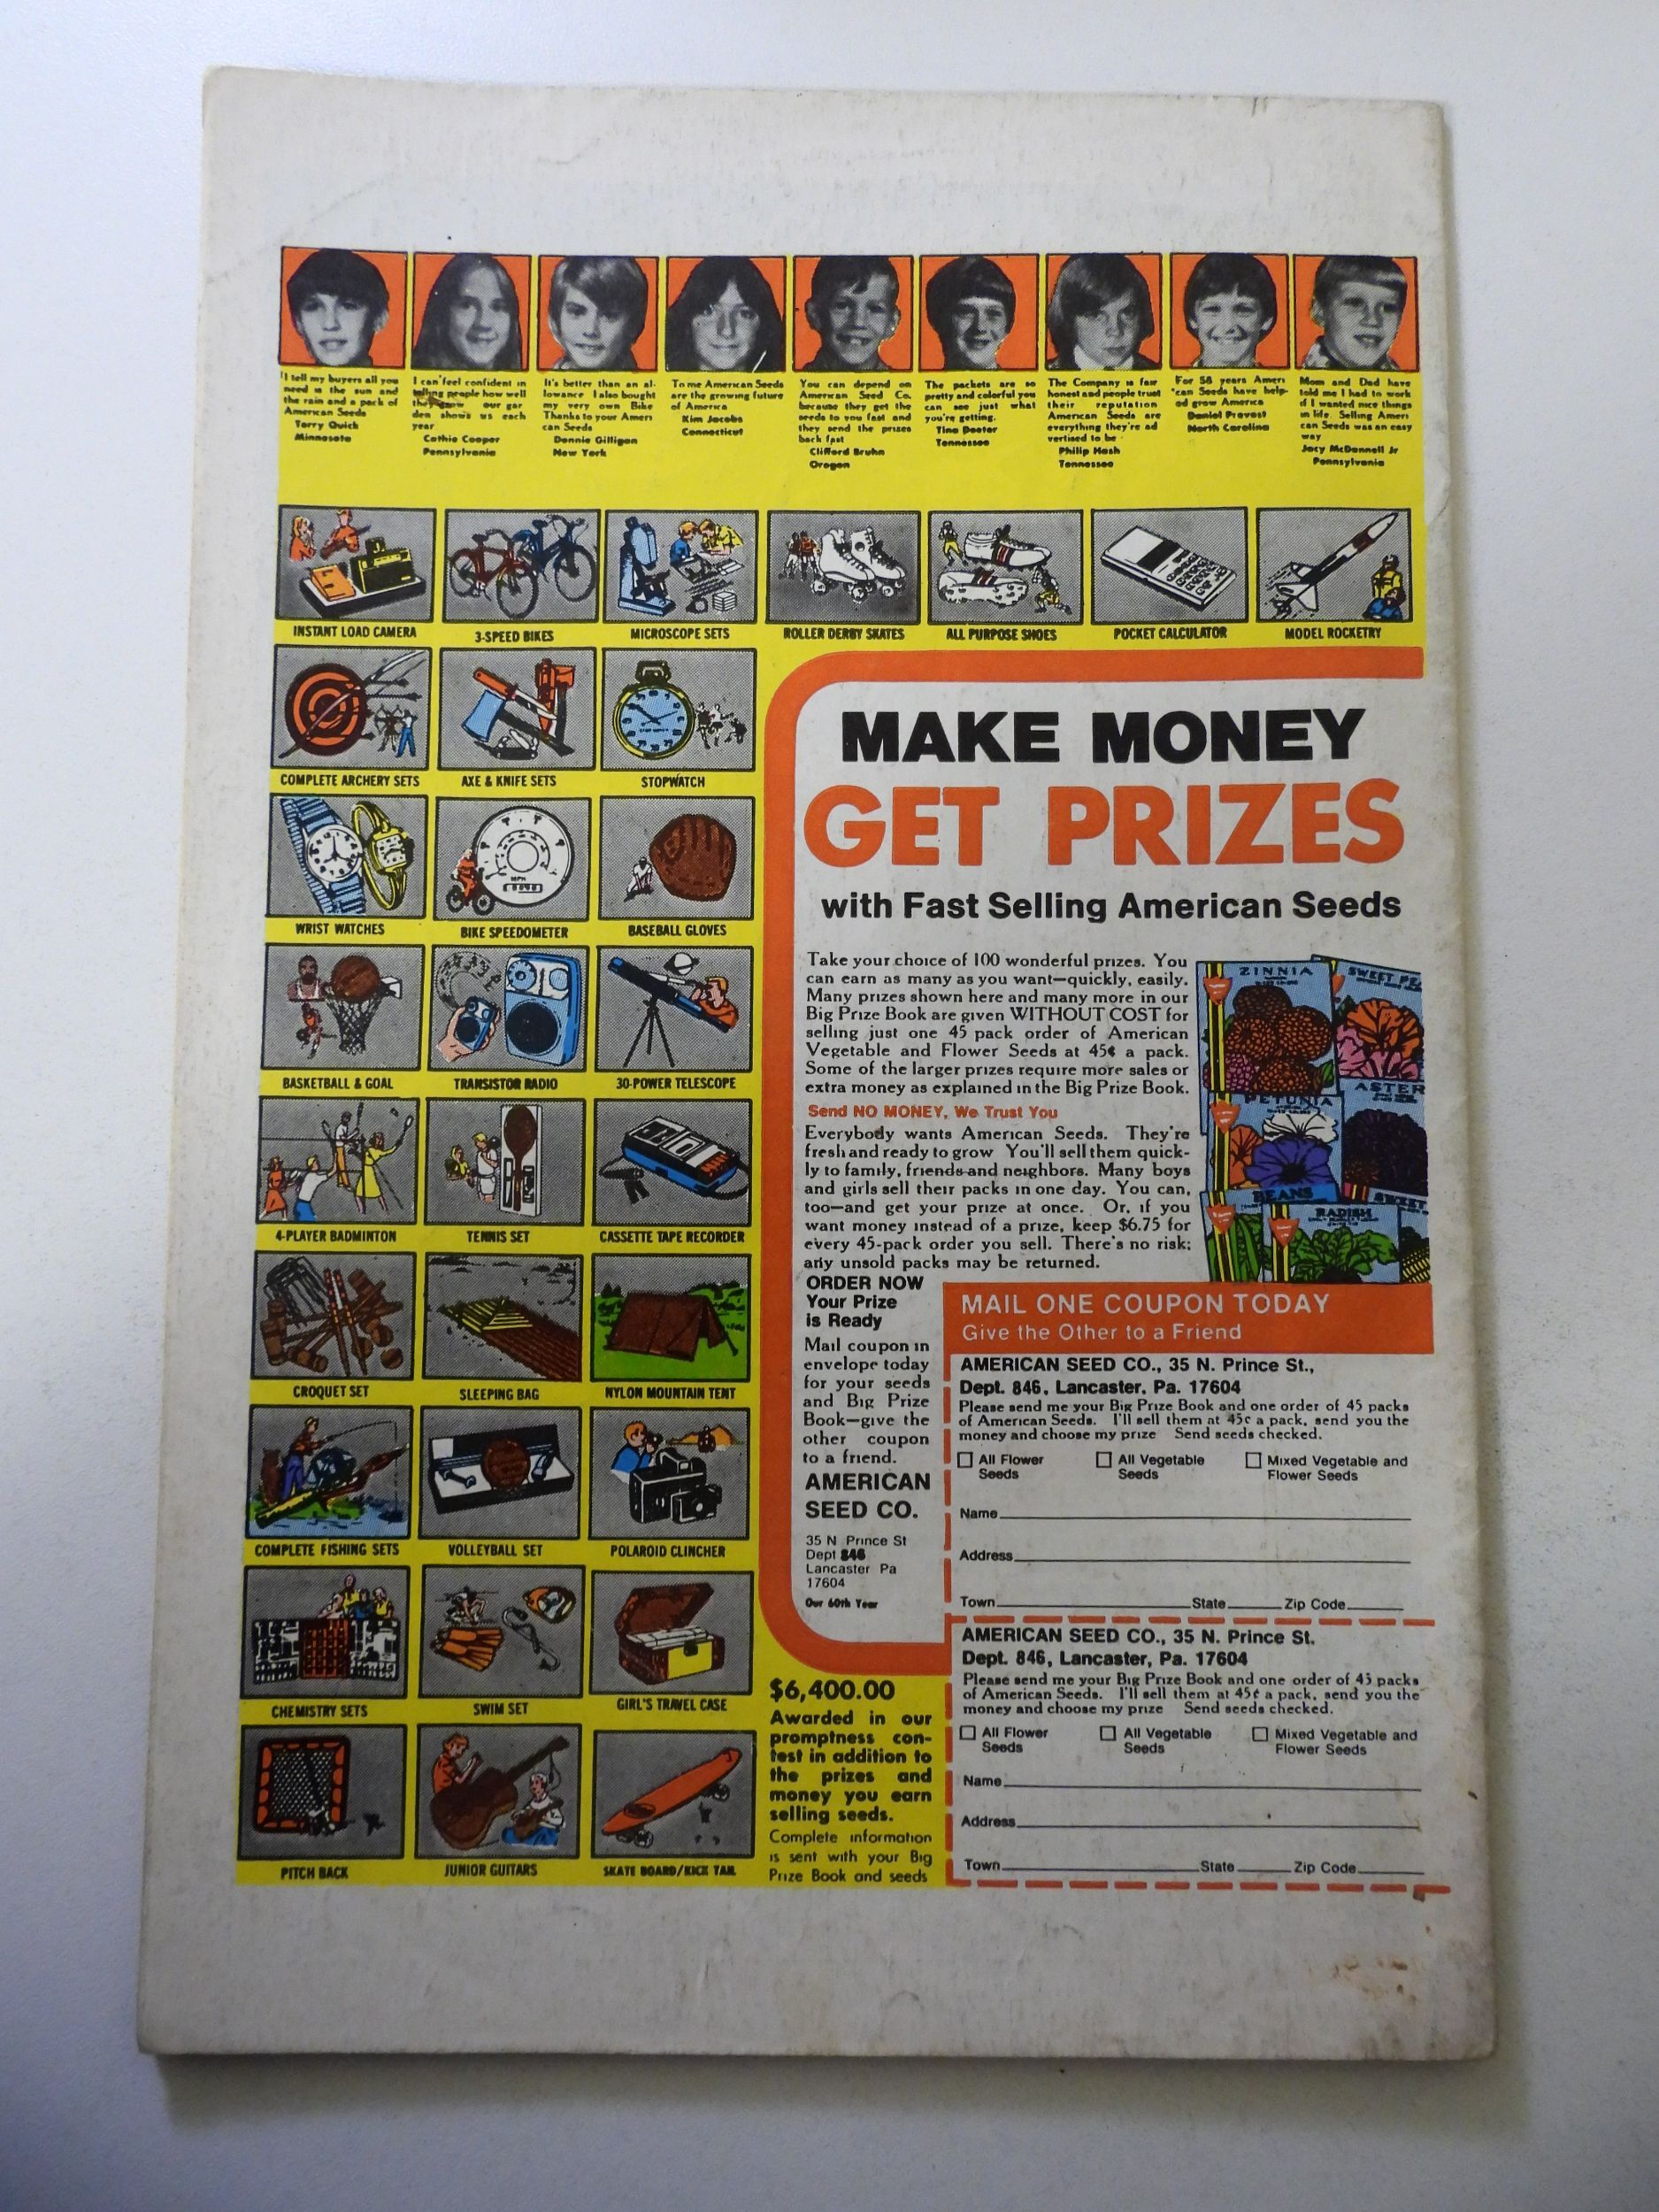 I tell my buyers all you
need is the sun and
the rain and a pack of
American Seeds
Terry Quick
Minnesota
I can feel confident in
telling people how well
they grow our gar
den shows us each
year
Cathie Cooper
Pennsylvania
It's better than an al-
lowance I also bought
my very own Bike
Thanks to your Ameri
can Seeds
Donnie Gilligan
New York
To me American Seeds
are the growing future
of America
Kim Jacobs
Connecticut
You can depend on
American Seed Co.
because they get the
seeds to you fast and
they send the prizes
back fast
Clifford Bruhn
Oregon
The packets are so
pretty and colorful you
can see just what
you're getting.
Tina Deeter
Tennessee
The Company is fair
honest and people trust
their reputation
American Seeds are
everything they're ad
vertised to be
Philip Hash
Tennessee
For 58 years Ameri
can Seeds have help-
ed grow America
Daniel Provost
North Carolina
Mom and Dad have
told me I had to work
if I wanted nice things
in life. Selling Ameri
can Seeds was an easy
way
Jacy McDannell Jr
Pennsylvania
INSTANT LOAD CAMERA
3-SPEED BIKES
MICROSCOPE SETS
ROLLER DERBY SKATES
ALL PURPOSE SHOES
POCKET CALCULATOR
MODEL ROCKETRY
COMPLETE ARCHERY SETS
AXE & KNIFE SETS
STOPWATCH
WRIST WATCHES
BIKE SPEEDOMETER
BASEBALL GLOVES
BASKETBALL & GOAL
TRANSISTOR RADIO
30-POWER TELESCOPE
4-PLAYER BADMINTON
TENNIS SET
CASSETTE TAPE RECORDER
CROQUET SET
SLEEPING BAG
NYLON MOUNTAIN TENT
COMPLETE FISHING SETS
VOLLEYBALL SET
POLAROID CLINCHER
CHEMISTRY SETS
SWIM SET
GIRL'S TRAVEL CASE
PITCH BACK
JUNIOR GUITARS
SKATE BOARD/KICK TAIL
MAKE MONEY
GET PRIZES
with Fast Selling American Seeds
Take your choice of 100 wonderful prizes. You
can earn as many as you want—quickly, easily.
Many prizes shown here and many more in our
Big Prize Book are given WITHOUT COST for
selling just one 45 pack order of American
Vegetable and Flower Seeds at 45¢ a pack.
Some of the larger prizes require more sales or
extra money as explained in the Big Prize Book.
Send NO MONEY, We Trust You
Everybody wants American Seeds. They're
fresh and ready to grow You'll sell them quick-
ly to family, friends and neighbors. Many boys
and girls sell their packs in one day. You can,
too—and get your prize at once. Or, if you
want money instead of a prize, keep $6.75 for
every 45-pack order you sell. There's no risk;
any unsold packs may be returned.
ZINNIA
SWEET PE
ASTER
PETUNIA
BEANS
RADISH
SWEET
ORDER NOW
Your Prize
is Ready
Mail coupon in
envelope today
for your seeds
and Big Prize
Book—give the
other coupon
to a friend.
AMERICAN
SEED CO.
35 N Prince St
Dept 846
Lancaster Pa
17604
Our 60th Year
$6,400.00
Awarded in our
promptness con-
test in addition to
the prizes and
money you earn
selling seeds.
Complete information
is sent with your Big
Prize Book and seeds
MAIL ONE COUPON TODAY
Give the Other to a Friend
AMERICAN SEED CO., 35 N. Prince St.,
Dept. 846, Lancaster, Pa. 17604
Please send me your Big Prize Book and one order of 45 packs
of American Seeds. I'll sell them at 45c a pack, send you the
money and choose my prize Send seeds checked.
All Flower
Seeds
All Vegetable
Seeds
Mixed Vegetable and
Flower Seeds
Name
Address
Town State Zip Code
AMERICAN SEED CO., 35 N. Prince St.
Dept. 846, Lancaster, Pa. 17604
Please send me your Big Prize Book and one order of 45 packs
of American Seeds. I'll sell them at 45¢ a pack, send you the
money and choose my prize Send seeds checked.
All Flower
Seeds
All Vegetable
Seeds
Mixed Vegetable and
Flower Seeds
Name
Address
Town State Zip Code